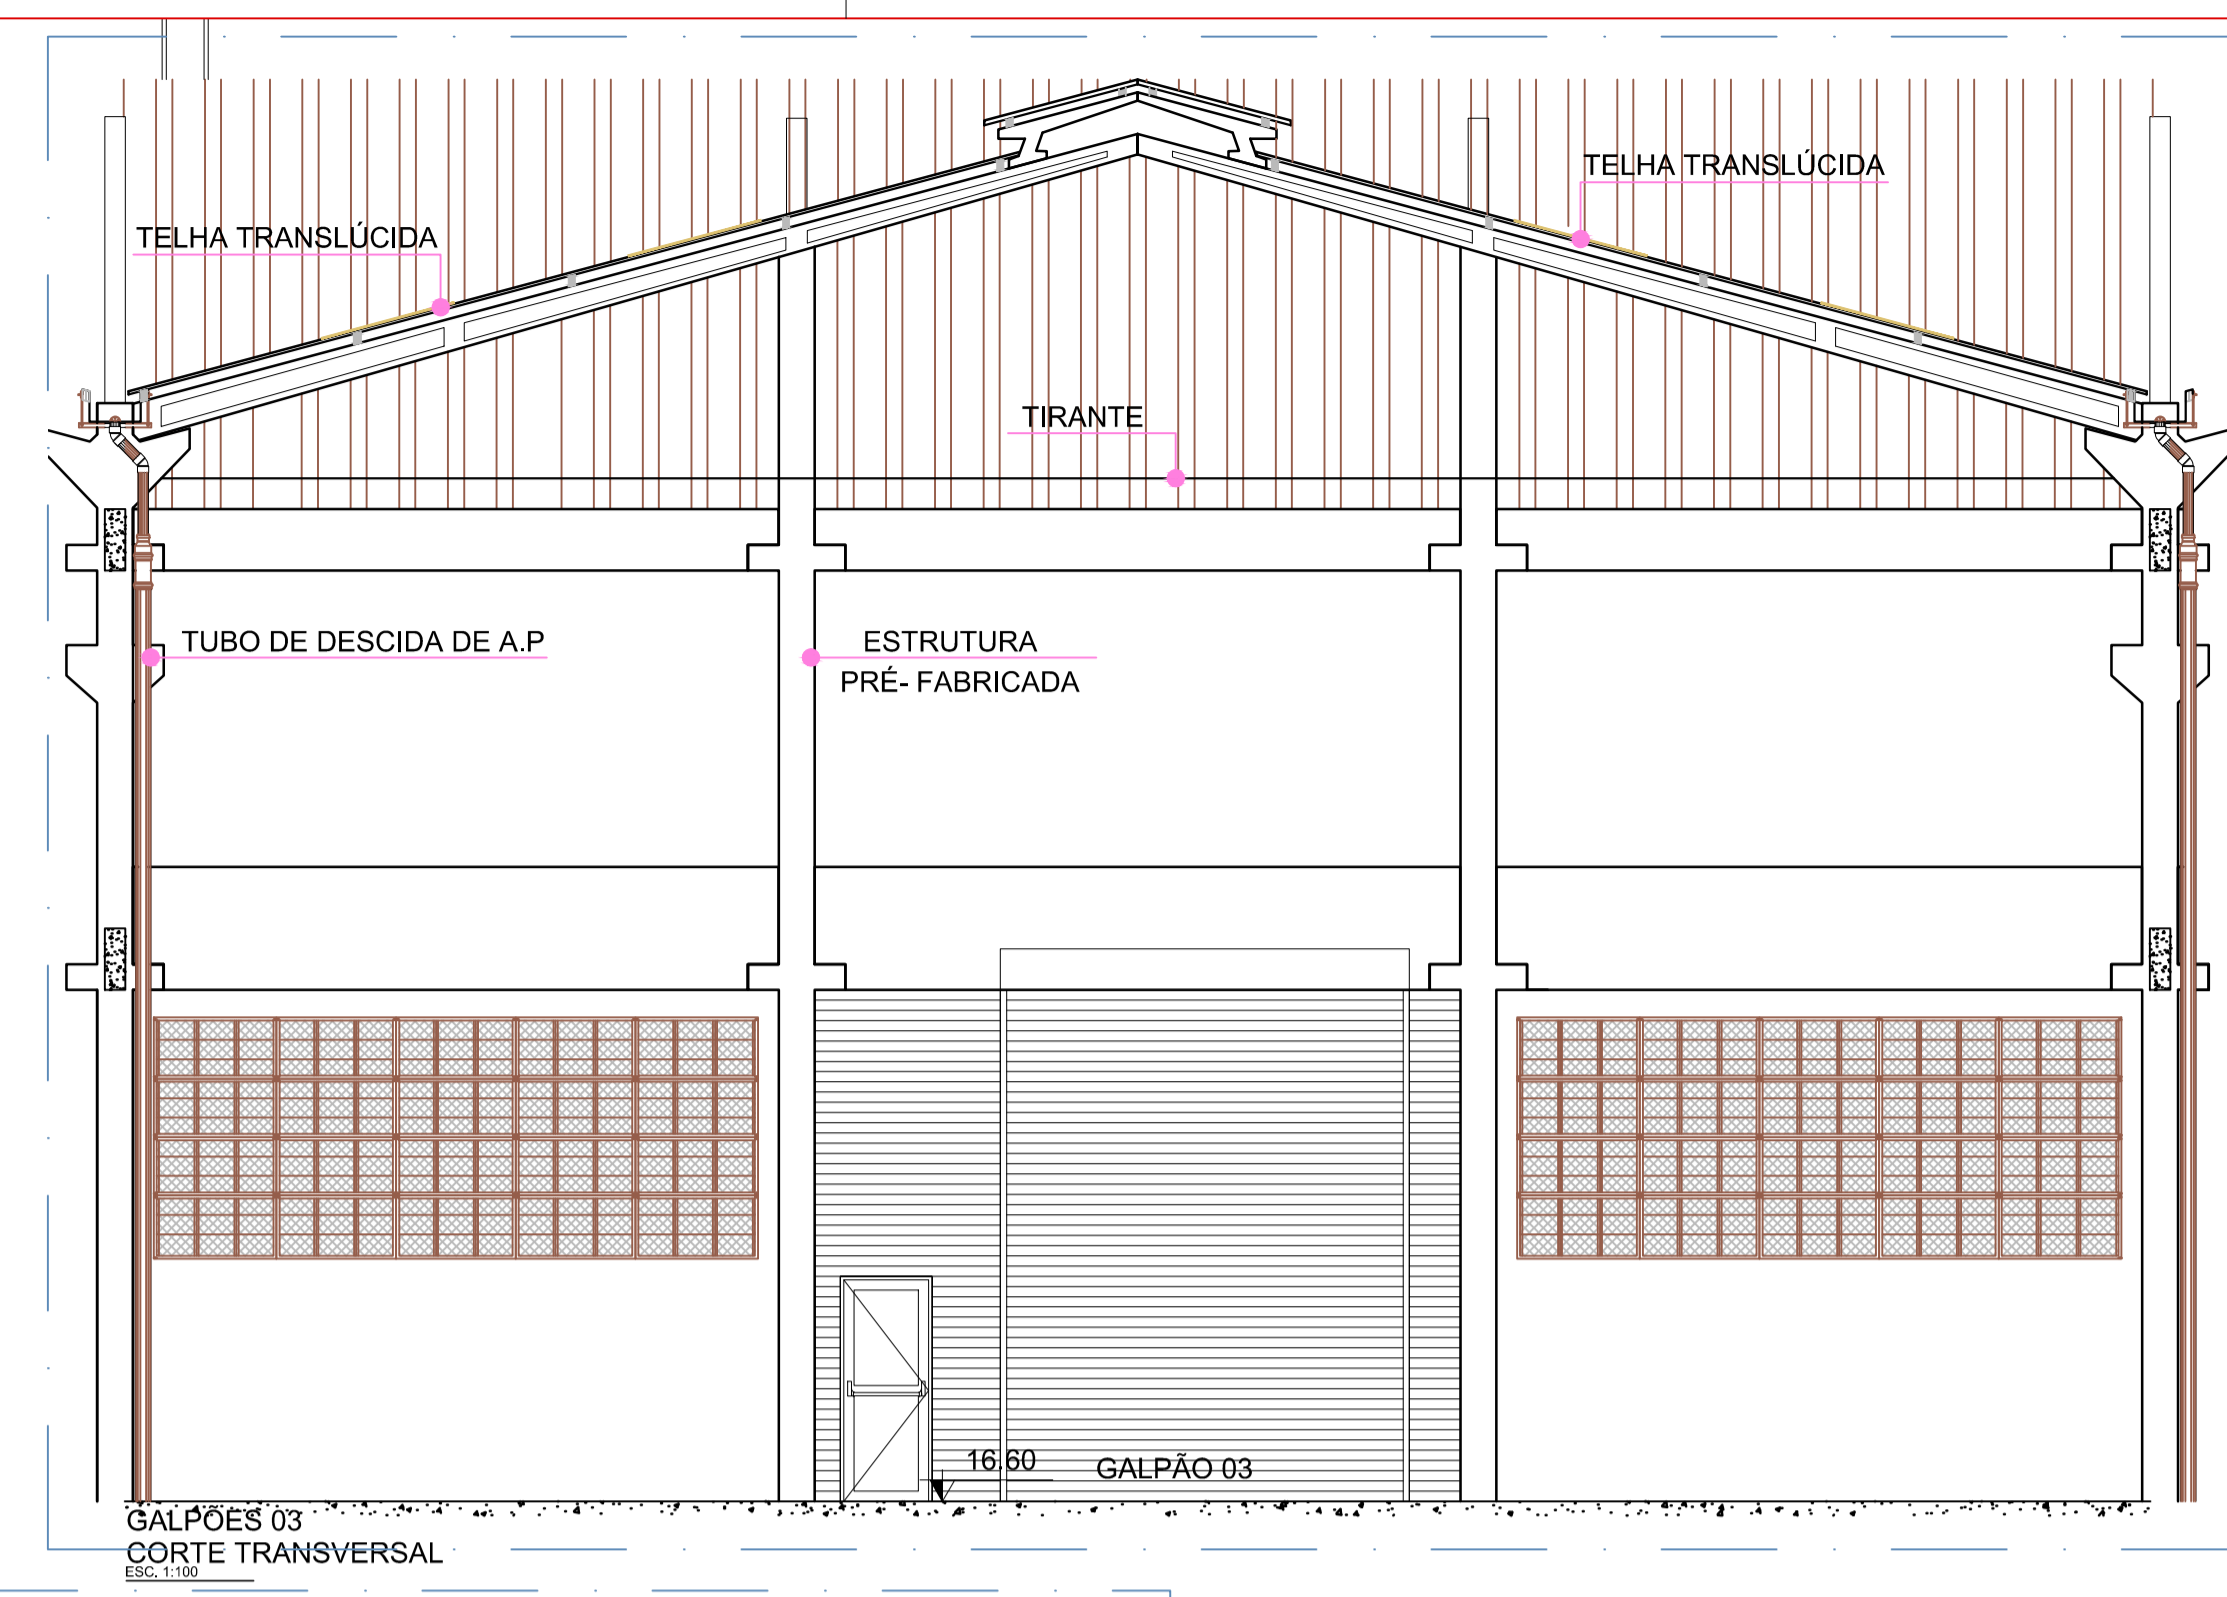 TELHA TRANSLÚCIDA
TELHA TRANSLÚCIDA
TIRANTE
TUBO DE DESCIDA DE A.P
ESTRUTURA
PRÉ- FABRICADA
16.60
GALPÃO 03
GALPÕES 03
CORTE TRANSVERSAL
ESC. 1:100